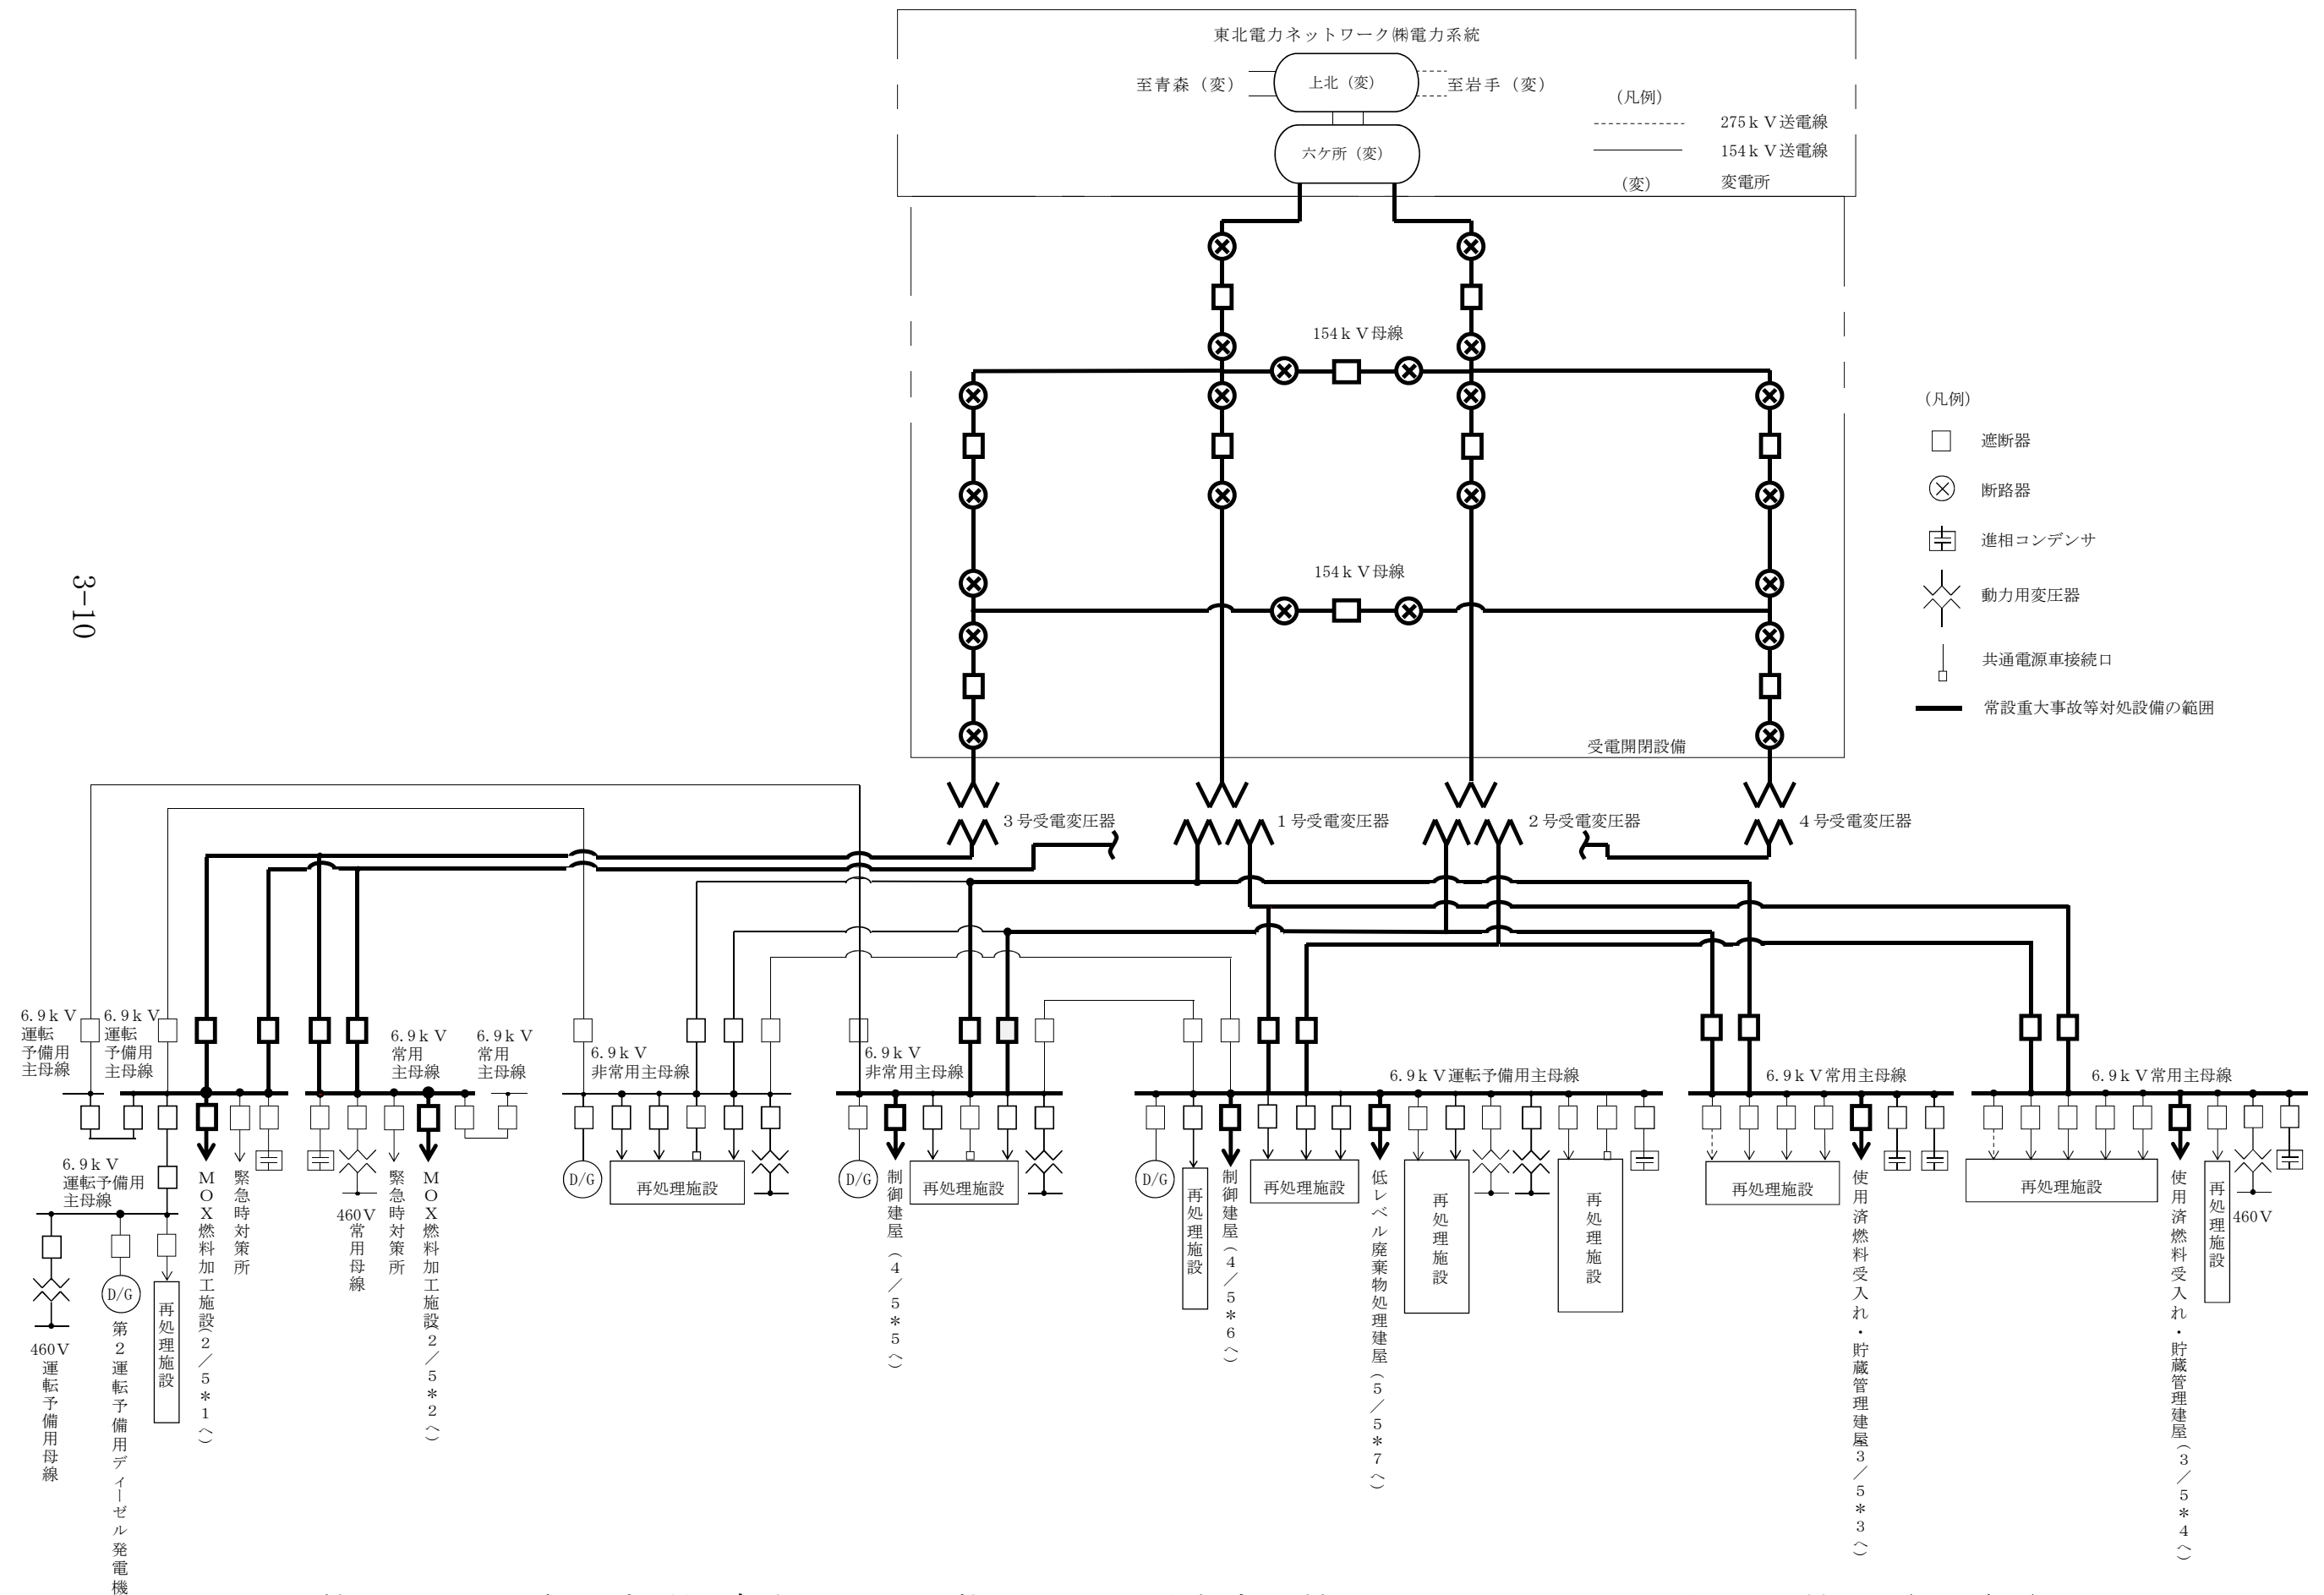 東北電力ネットワーク㈱電力系統
至青森（変）
上北（変）
至岩手（変）
六ケ所（変）
（凡例）
275ｋＶ送電線
154ｋＶ送電線
（変）
変電所
154ｋＶ母線
154ｋＶ母線
受電開閉設備
（凡例）
遮断器
断路器
進相コンデンサ
動力用変圧器
共通電源車接続口
常設重大事故等対処設備の範囲
3-10
３号受電変圧器
１号受電変圧器
２号受電変圧器
４号受電変圧器
6.9ｋＶ
運転
予備用
主母線
6.9ｋＶ
運転
予備用
主母線
6.9ｋＶ
常用
主母線
6.9ｋＶ
常用
主母線
6.9ｋＶ
非常用主母線
6.9ｋＶ
非常用主母線
6.9ｋＶ運転予備用主母線
6.9ｋＶ常用主母線
6.9ｋＶ常用主母線
6.9ｋＶ
運転予備用
主母線
460Ｖ
運転予備用母線
D/G
第２運転予備用ディーゼル発電機
再処理施設
ＭＯＸ燃料加工施設（２／５＊１へ）
緊急時対策所
460Ｖ
常用母線
緊急時対策所
ＭＯＸ燃料加工施設（２／５＊２へ）
D/G
再処理施設
D/G
制御建屋（４／５＊５へ）
再処理施設
D/G
再処理施設
制御建屋（４／５＊６へ）
再処理施設
低レベル廃棄物処理建屋（５／５＊７へ）
再処理施設
再処理施設
再処理施設
使用済燃料受入れ・貯蔵管理建屋（３／５＊３へ）
再処理施設
使用済燃料受入れ・貯蔵管理建屋（３／５＊４へ）
再処理施設
460Ｖ